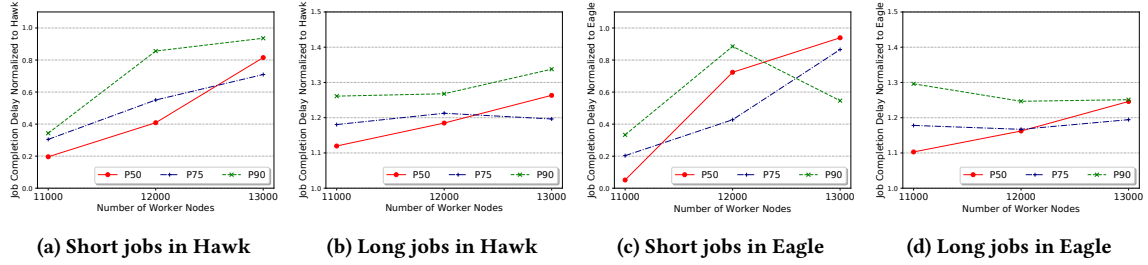 Job Completion Delay Normalized to Hawk
1.0
0.8
0.6
0.4
0.2
0.0
P50 P75 P90
11000 12000 13000
Number of Worker Nodes
(a) Short jobs in Hawk
Job Completion Delay Normalized to Hawk
1.5
1.4
1.3
1.2
1.1
1.0
P50 P75 P90
11000 12000 13000
Number of Worker Nodes
(b) Long jobs in Hawk
Job Completion Delay Normalized to Eagle
1.0
0.8
0.6
0.4
0.2
0.0
P50 P75 P90
11000 12000 13000
Number of Worker Nodes
(c) Short jobs in Eagle
Job Completion Delay Normalized to Eagle
1.5
1.4
1.3
1.2
1.1
1.0
P50 P75 P90
11000 12000 13000
Number of Worker Nodes
(d) Long jobs in Eagle